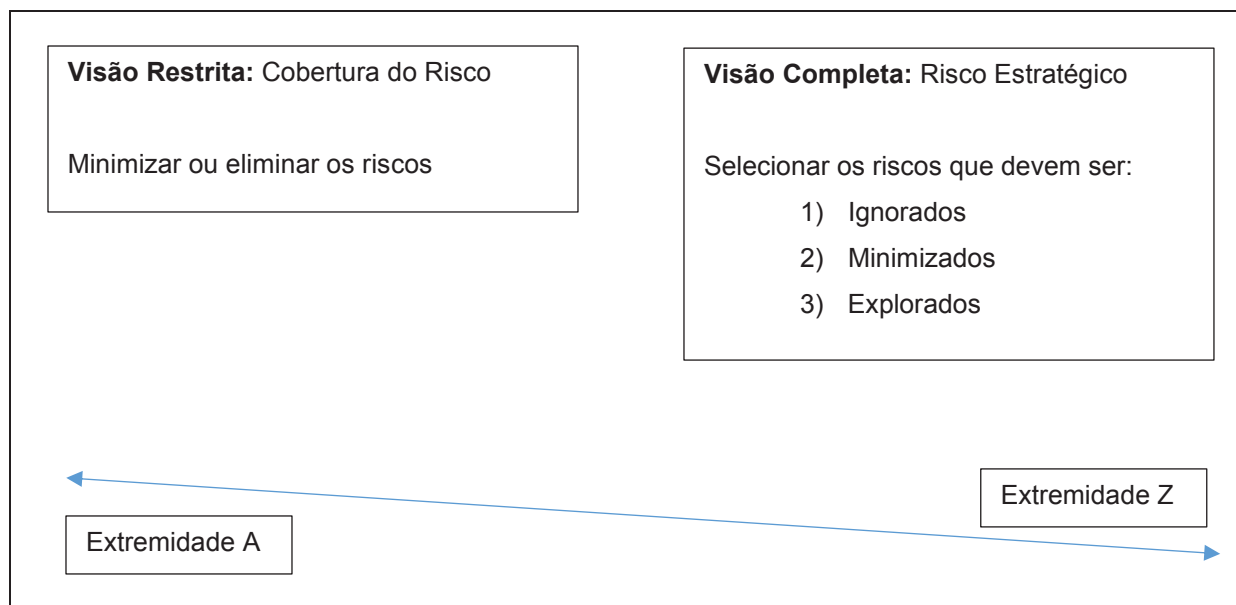 Visão Restrita: Cobertura do Risco
Minimizar ou eliminar os riscos
Visão Completa: Risco Estratégico
Selecionar os riscos que devem ser:
1) Ignorados
2) Minimizados
3) Explorados
Extremidade Z
Extremidade A